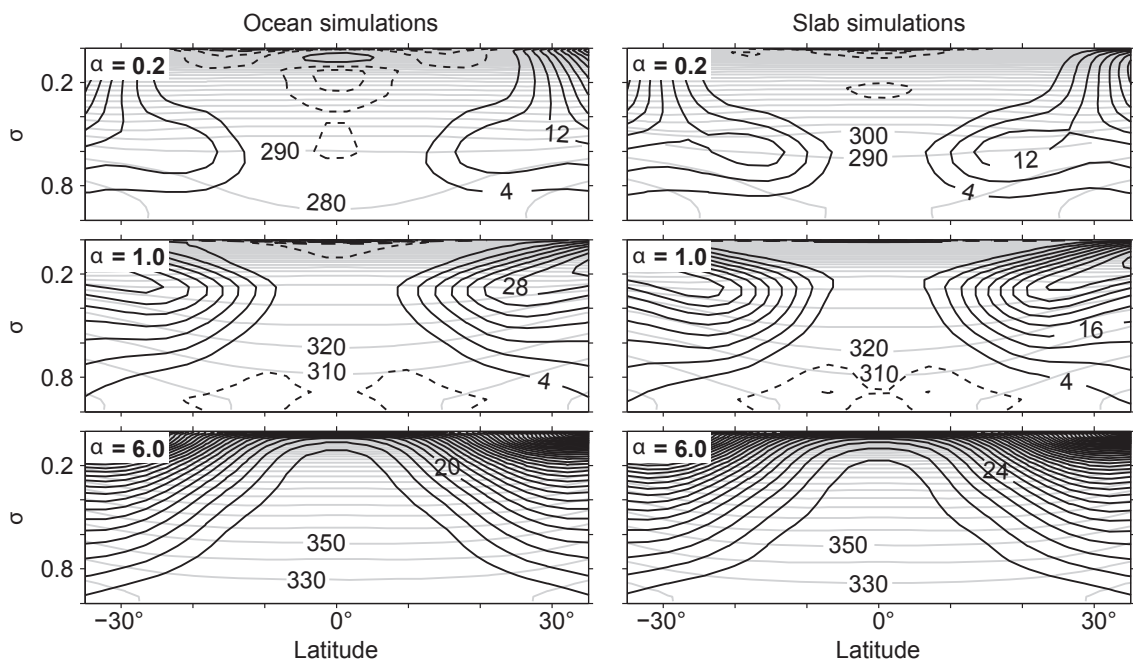 Ocean simulations
Slab simulations
α = 0.2
0.2
0.8
σ
12
290
4
280
α = 0.2
300
290
12
4
α = 1.0
0.2
0.8
σ
28
320
310
4
α = 1.0
320
310
16
4
α = 6.0
0.2
0.8
σ
20
350
330
−30°
0°
30°
Latitude
α = 6.0
24
350
330
−30°
0°
30°
Latitude